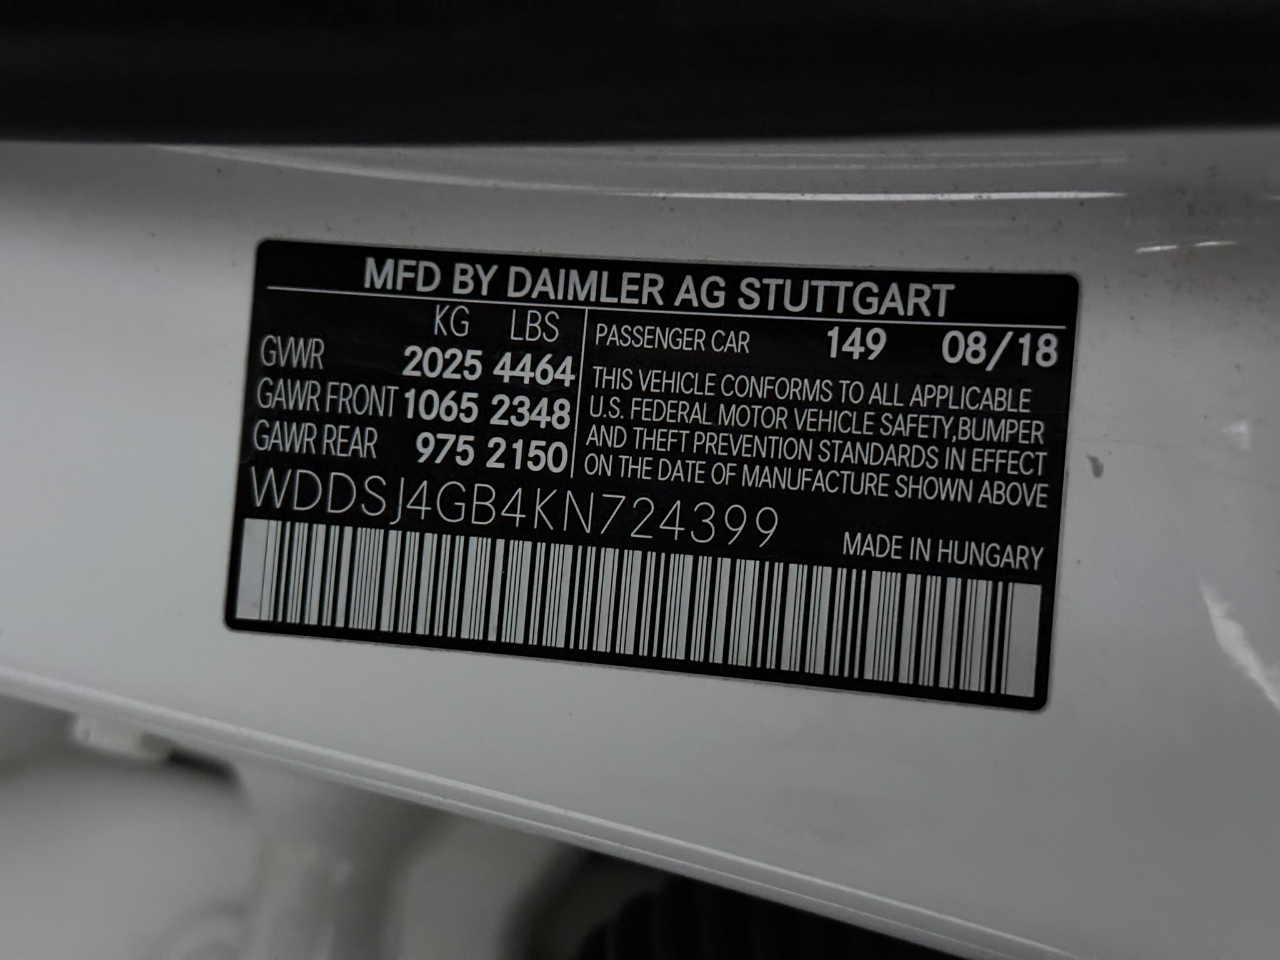 MFD BY DAIMLER AG STUTTGART
KG LBS
GVWR 2025 4464
GAWR FRONT 1065 2348
GAWR REAR 975 2150
PASSENGER CAR 149 08/18
THIS VEHICLE CONFORMS TO ALL APPLICABLE
U.S. FEDERAL MOTOR VEHICLE SAFETY,BUMPER
AND THEFT PREVENTION STANDARDS IN EFFECT
ON THE DATE OF MANUFACTURE SHOWN ABOVE
WDDSJ4GB4KN724399
MADE IN HUNGARY